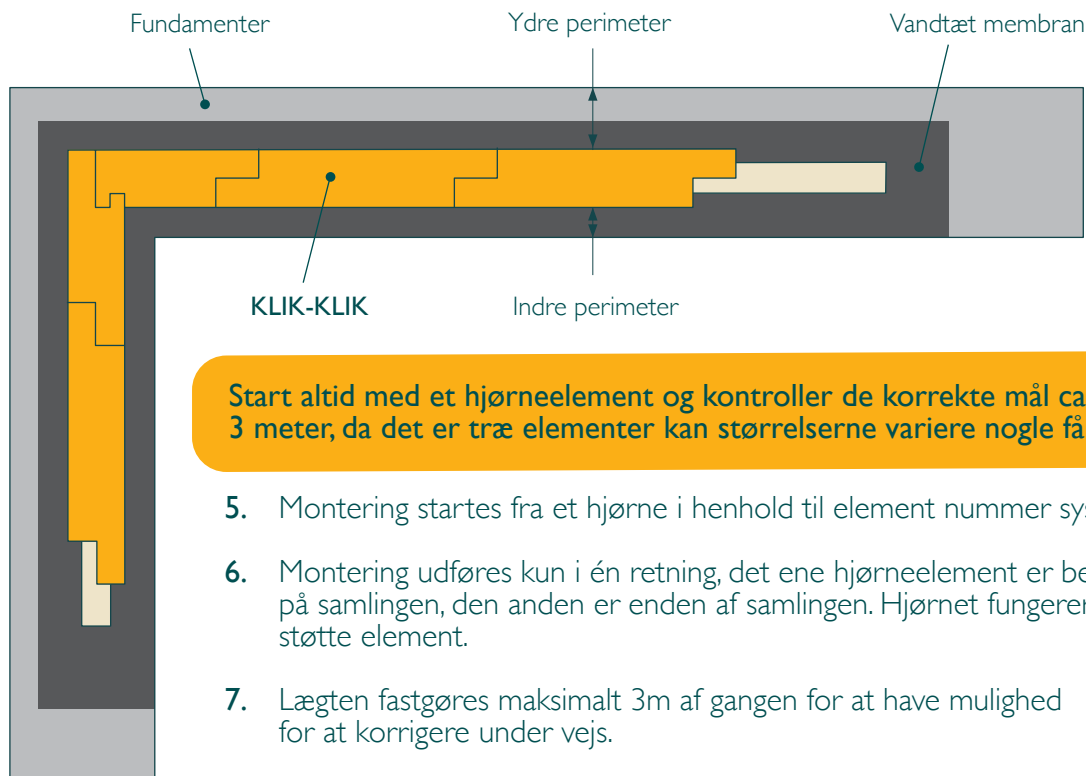 Fundamenter
Ydre perimeter
Vandtæt membran
KLIK-KLIK
Indre perimeter
Start altid med et hjørneelement og kontroller de korrekte mål
3 meter, da det er træ elementer kan størrelserne variere nogle få
5. Montering startes fra et hjørne i henhold til element nummer
6. Montering udføres kun i én retning, det ene hjørneelement er
på samlingen, den anden er enden af samlingen. Hjørnet fungerer
støtte element.
7. Lægten fastgøres maksimalt 3m af gangen for at have mulighed
for at korrigere under vejs.